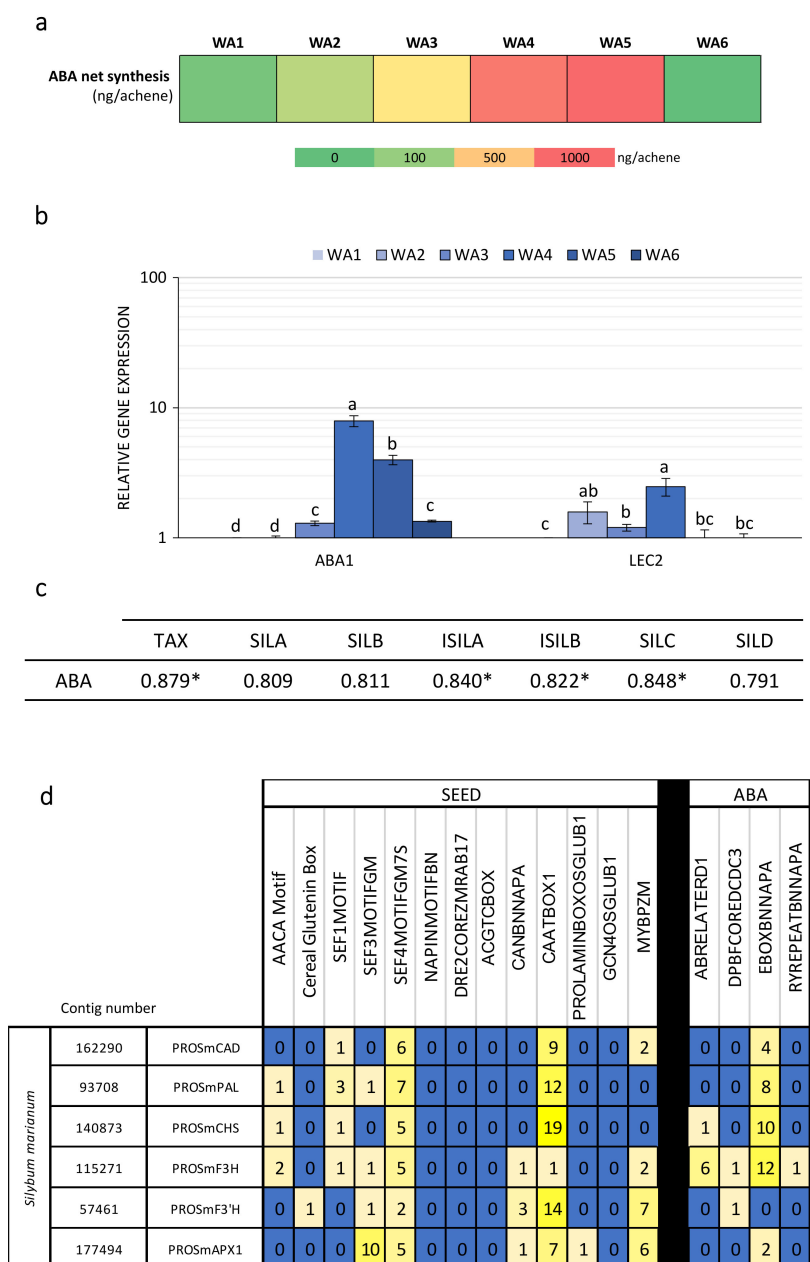 a
WA1 WA2 WA3 WA4 WA5 WA6
ABA net synthesis
(ng/achene)
0 100 500 1000 ng/achene
b
WA1 WA2 WA3 WA4 WA5 WA6
RELATIVE GENE EXPRESSION
100
10
1
d d c a b c
c ab b a bc bc
ABA1 LEC2
c
TAX SILA SILB ISILA ISILB SILC SILD
ABA 0.879* 0.809 0.811 0.840* 0.822* 0.848* 0.791
d
SEED ABA
AACA Motif
Cereal Glutenin Box
SEF1MOTIF
SEF3MOTIFGM
SEF4MOTIFGM7S
NAPINMOTIFBN
DRE2COREZMRAB17
ACGTCBOX
CANBNNAPA
CAATBOX1
PROLAMINBOXOSGLUB1
GCN4OSGLUB1
MYBPZM
ABRELATERD1
DPBFCOREDCDC3
EBOXBNNAPA
RYREPEATBNNAPA
Contig number
Silybum marianum
162290 PROSmCAD 0 0 1 0 6 0 0 0 0 9 0 0 2 0 0 4 0
93708 PROSmPAL 1 0 3 1 7 0 0 0 0 12 0 0 0 0 0 8 0
140873 PROSmCHS 1 0 1 0 5 0 0 0 0 19 0 0 0 1 0 10 0
115271 PROSmF3H 2 0 1 1 5 0 0 0 1 1 0 0 2 6 1 12 1
57461 PROSmF3'H 0 1 0 1 2 0 0 0 3 14 0 0 7 0 1 0 0
177494 PROSmAPX1 0 0 0 10 5 0 0 0 1 7 1 0 6 0 0 2 0